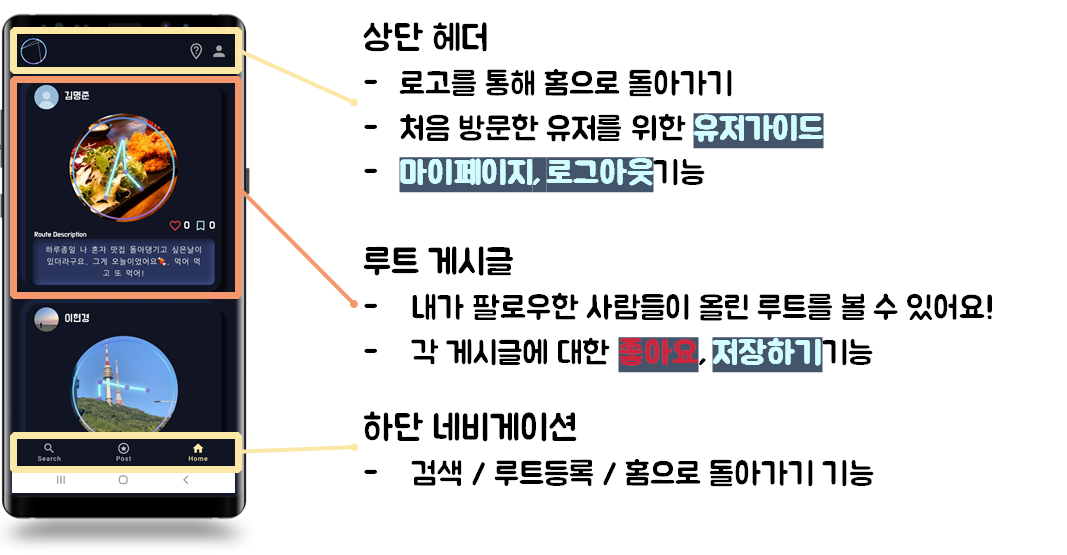 김명준
0 0
Route Description
하루종일 나 혼자 맛집 돌아댕기고 싶은날이
있더라구요, 그게 오늘이었어요🍖. 먹어 먹
고 또 먹어!
이현경
Search Post Home
상단 헤더
- 로고를 통해 홈으로 돌아가기
- 처음 방문한 유저를 위한 유저가이드
- 마이페이지, 로그아웃기능
루트 게시글
- 내가 팔로우한 사람들이 올린 루트를 볼 수 있어요!
- 각 게시글에 대한 좋아요, 저장하기기능
하단 네비게이션
- 검색 / 루트등록 / 홈으로 돌아가기 기능